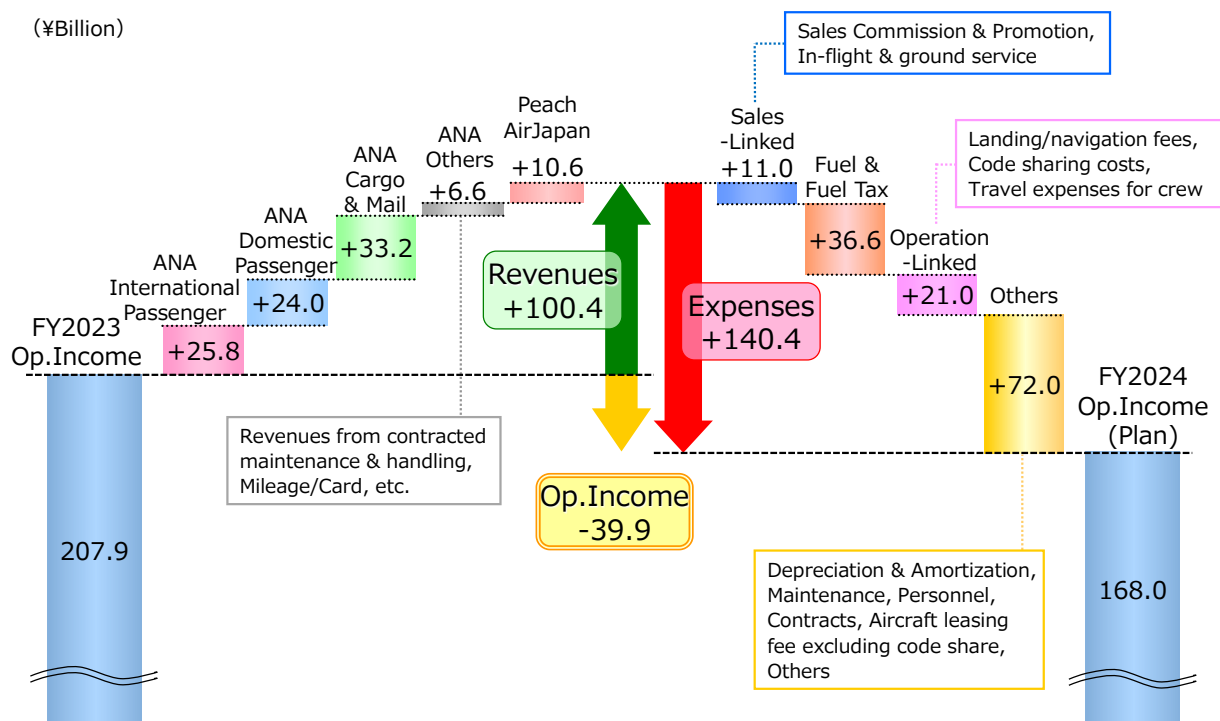 （¥Billion）
FY2023
Op.Income
207.9
ANA
International
Passenger
+25.8
ANA
Domestic
Passenger
+24.0
ANA
Cargo
& Mail
+33.2
ANA
Others
+6.6
Peach
AirJapan
+10.6
Revenues from contracted
maintenance & handling,
Mileage/Card, etc.
Revenues
+100.4
Expenses
+140.4
Op.Income
-39.9
Sales Commission & Promotion,
In-flight & ground service
Sales
-Linked
+11.0
Fuel &
Fuel Tax
+36.6
Landing/navigation fees,
Code sharing costs,
Travel expenses for crew
Operation
-Linked
+21.0
Others
+72.0
Depreciation & Amortization,
Maintenance, Personnel,
Contracts, Aircraft leasing
fee excluding code share,
Others
FY2024
Op.Income
(Plan)
168.0